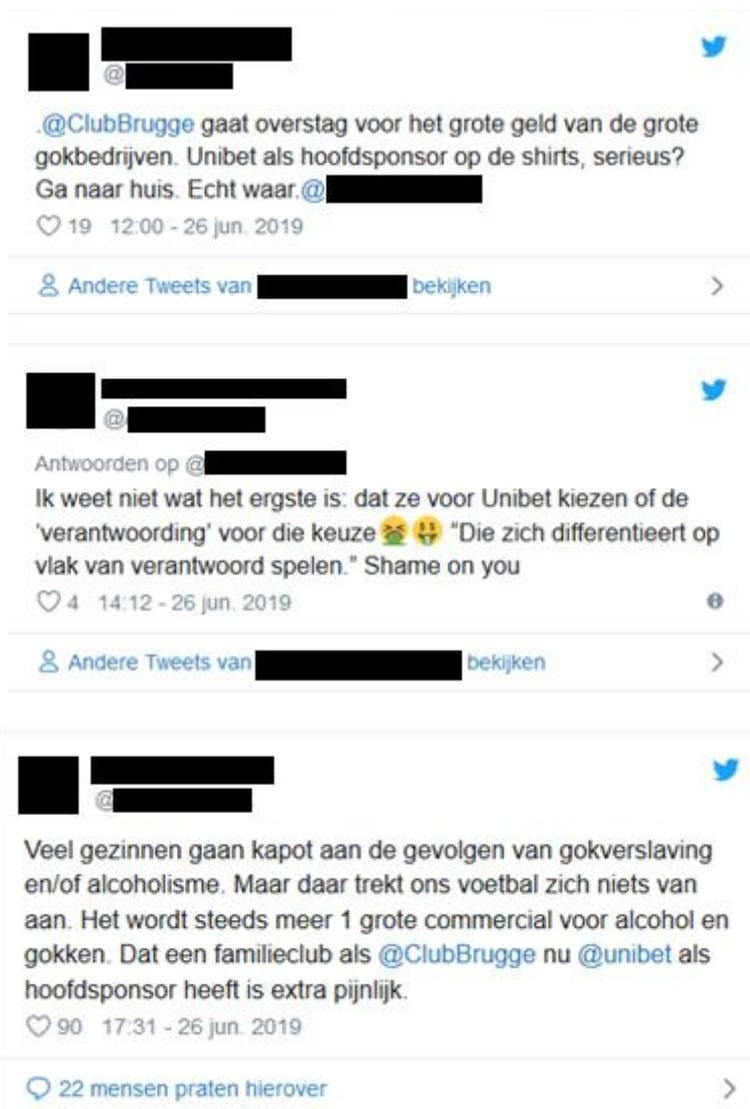 @
.@ClubBrugge gaat overstag voor het grote geld van de grote
gokbedrijven. Unibet als hoofdsponsor op de shirts, serieus?
Ga naar huis. Echt waar.@
19 12:00 - 26 jun. 2019
Andere Tweets van bekijken
@
Antwoorden op @
Ik weet niet wat het ergste is: dat ze voor Unibet kiezen of de
'verantwoording' voor die keuze🤮🤑 "Die zich differentieert op
vlak van verantwoord spelen." Shame on you
4 14:12 - 26 jun. 2019
Andere Tweets van bekijken
@
Veel gezinnen gaan kapot aan de gevolgen van gokverslaving
en/of alcoholisme. Maar daar trekt ons voetbal zich niets van
aan. Het wordt steeds meer 1 grote commercial voor alcohol en
gokken. Dat een familieclub als @ClubBrugge nu @unibet als
hoofdsponsor heeft is extra pijnlijk.
90 17:31 - 26 jun. 2019
22 mensen praten hierover